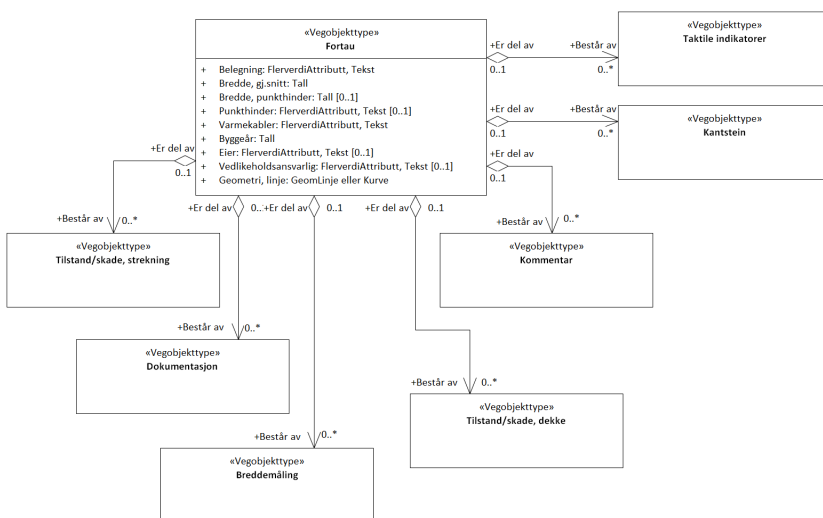 «Vegobjekttype»
Fortau
+ Belegning: FlerverdiAttributt, Tekst
+ Bredde, gj.snitt: Tall
+ Bredde, punkthinder: Tall [0..1]
+ Punkthinder: FlerverdiAttributt, Tekst [0..1]
+ Varmekabler: FlerverdiAttributt, Tekst
+ Byggeår: Tall
+ Eier: FlerverdiAttributt, Tekst [0..1]
+ Vedlikeholdsansvarlig: FlerverdiAttributt, Tekst [0..1]
+ Geometri, linje: GeomLinje eller Kurve
+Er del av
0..1
+Består av
0..*
«Vegobjekttype»
Taktile indikatorer
+Er del av
0..1
+Består av
0..*
«Vegobjekttype»
Kantstein
+Er del av
0..1
+Består av
0..*
«Vegobjekttype»
Kommentar
+Er del av
0..1
+Består av
0..*
«Vegobjekttype»
Tilstand/skade, strekning
+Er del av
0..
+Består av
0..*
«Vegobjekttype»
Dokumentasjon
+Er del av
0..1
+Består av
0..*
«Vegobjekttype»
Breddemåling
+Er del av
0..1
+Består av
0..*
«Vegobjekttype»
Tilstand/skade, dekke